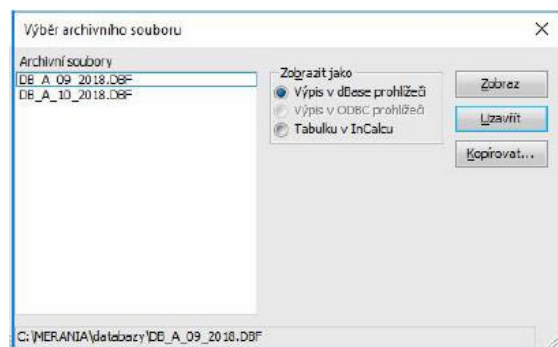 Výběr archivního souboru
Archivní soubory
DB_A_09_2018.DBF
DB_A_10_2018.DBF
Zobrazit jako
Výpis v dBase prohlížeči
Výpis v ODBC prohlížeči
Tabulku v InCalcu
Zobraz
Uzavřít
Kopírovat...
C:\MERANIA\databazy\DB_A_09_2018.DBF